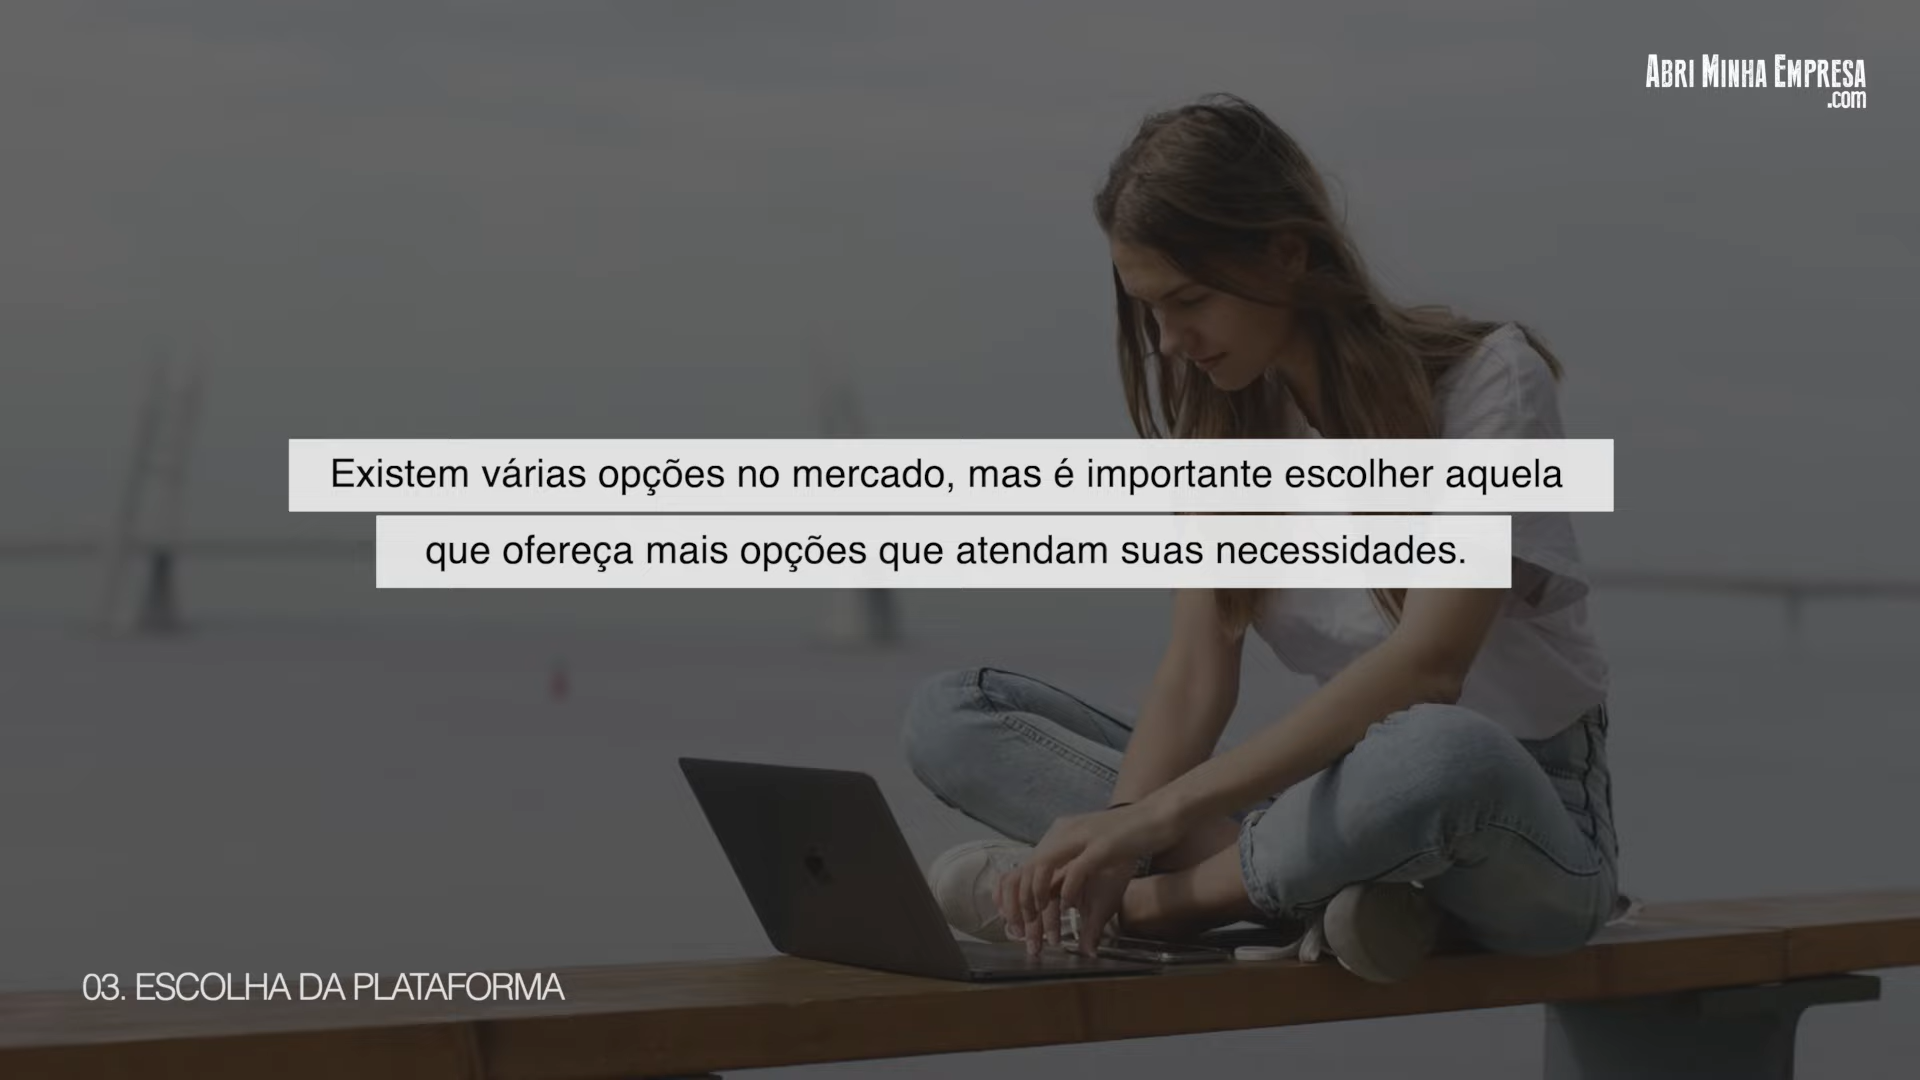 ABRI MINHA EMPRESA
.com
Existem várias opções no mercado, mas é importante escolher aquela
que ofereça mais opções que atendam suas necessidades.
03. ESCOLHA DA PLATAFORMA